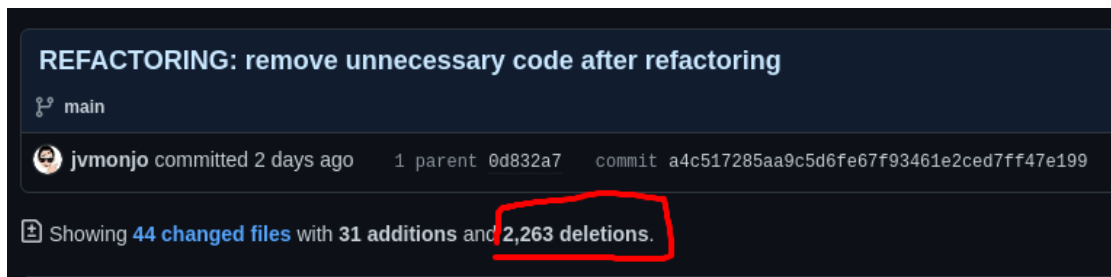 REFACTORING: remove unnecessary code after refactoring
main
jvmonjo committed 2 days ago 1 parent 0d832a7 commit a4c517285aa9c5d6fe67f93461e2ced7ff47e199
Showing 44 changed files with 31 additions and 2,263 deletions.